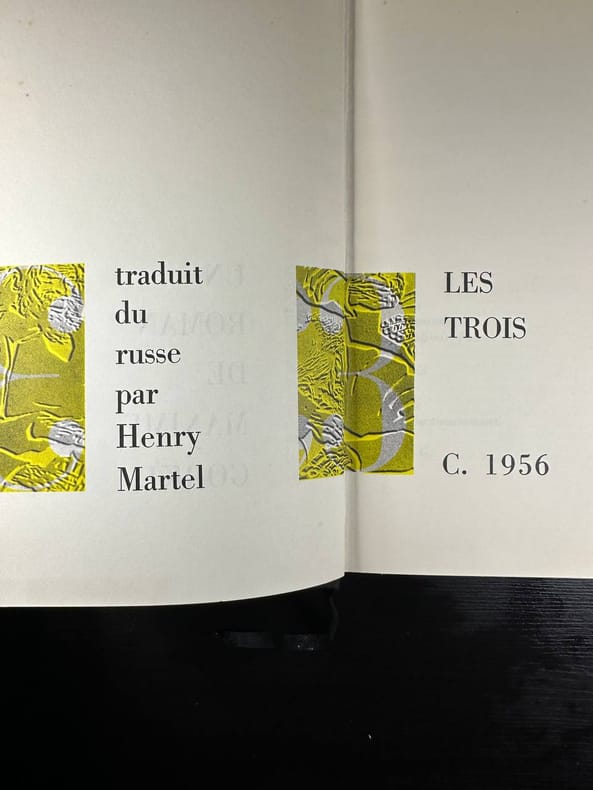 traduit
du
russe
par
Henry
Martel
LES
TROIS
C. 1956